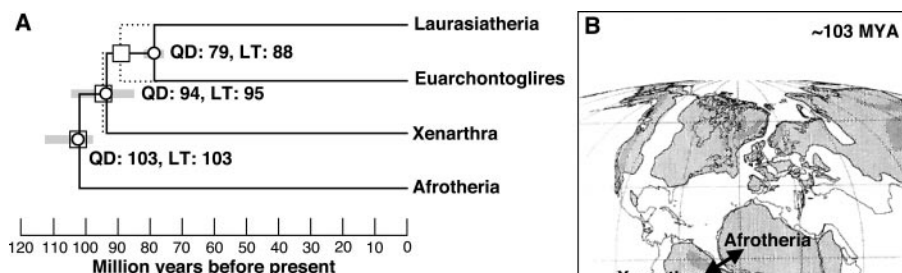 A
Laurasiatheria
QD: 79, LT: 88
Euarchontoglires
QD: 94, LT: 95
Xenarthra
QD: 103, LT: 103
Afrotheria
120 110 100 90 80 70 60 50 40 30 20 10 0
Million years before present
B
~103 MYA
Afrotheria